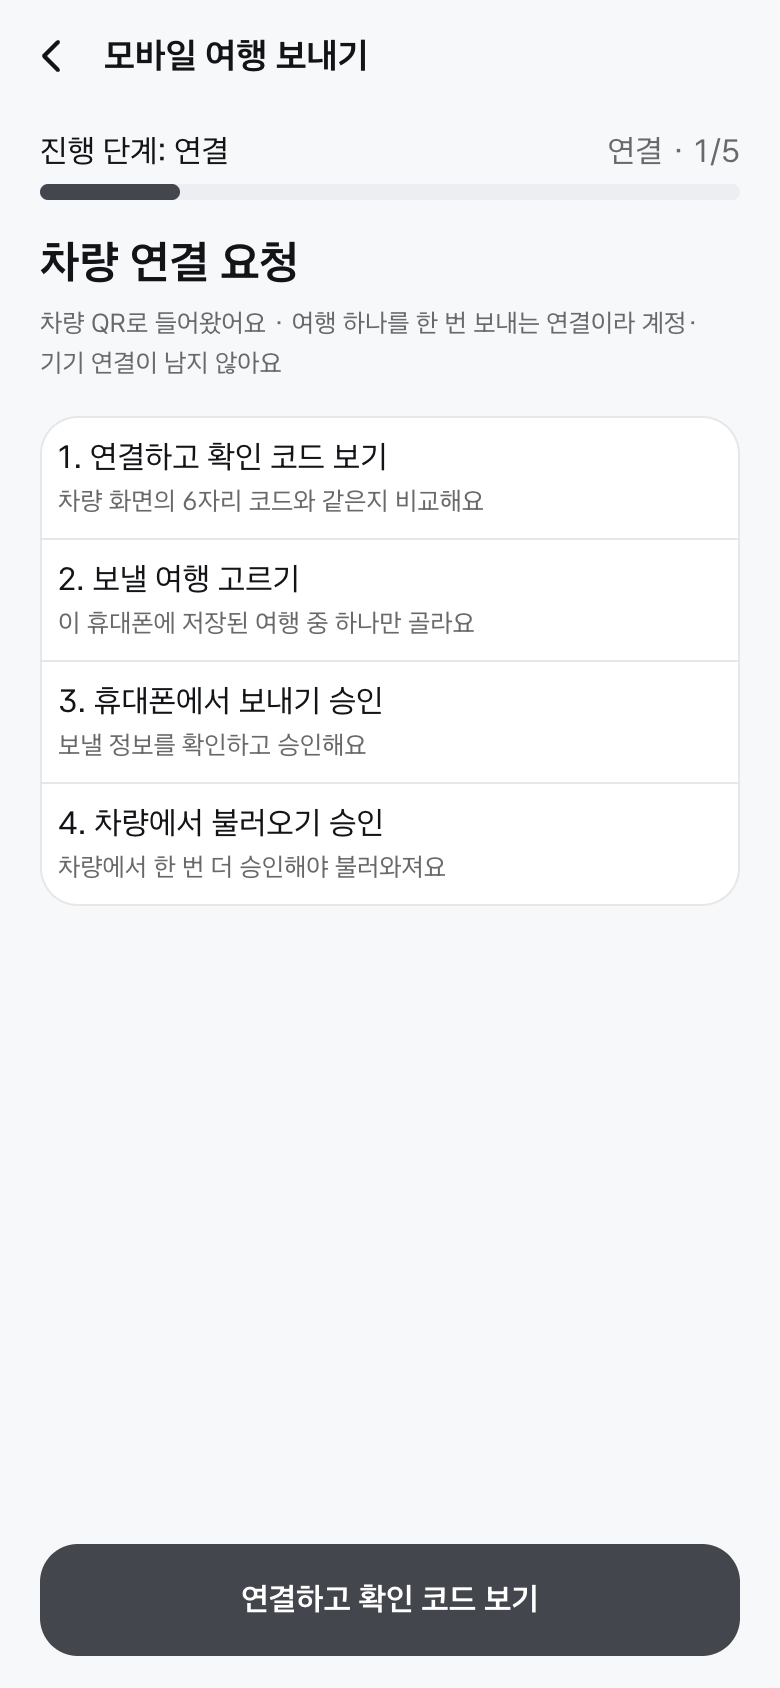 모바일 여행 보내기
진행 단계: 연결
연결 · 1/5
차량 연결 요청
차량 QR로 들어왔어요 · 여행 하나를 한 번 보내는 연결이라 계정·
기기 연결이 남지 않아요
1. 연결하고 확인 코드 보기
차량 화면의 6자리 코드와 같은지 비교해요
2. 보낼 여행 고르기
이 휴대폰에 저장된 여행 중 하나만 골라요
3. 휴대폰에서 보내기 승인
보낼 정보를 확인하고 승인해요
4. 차량에서 불러오기 승인
차량에서 한 번 더 승인해야 불러와져요
연결하고 확인 코드 보기